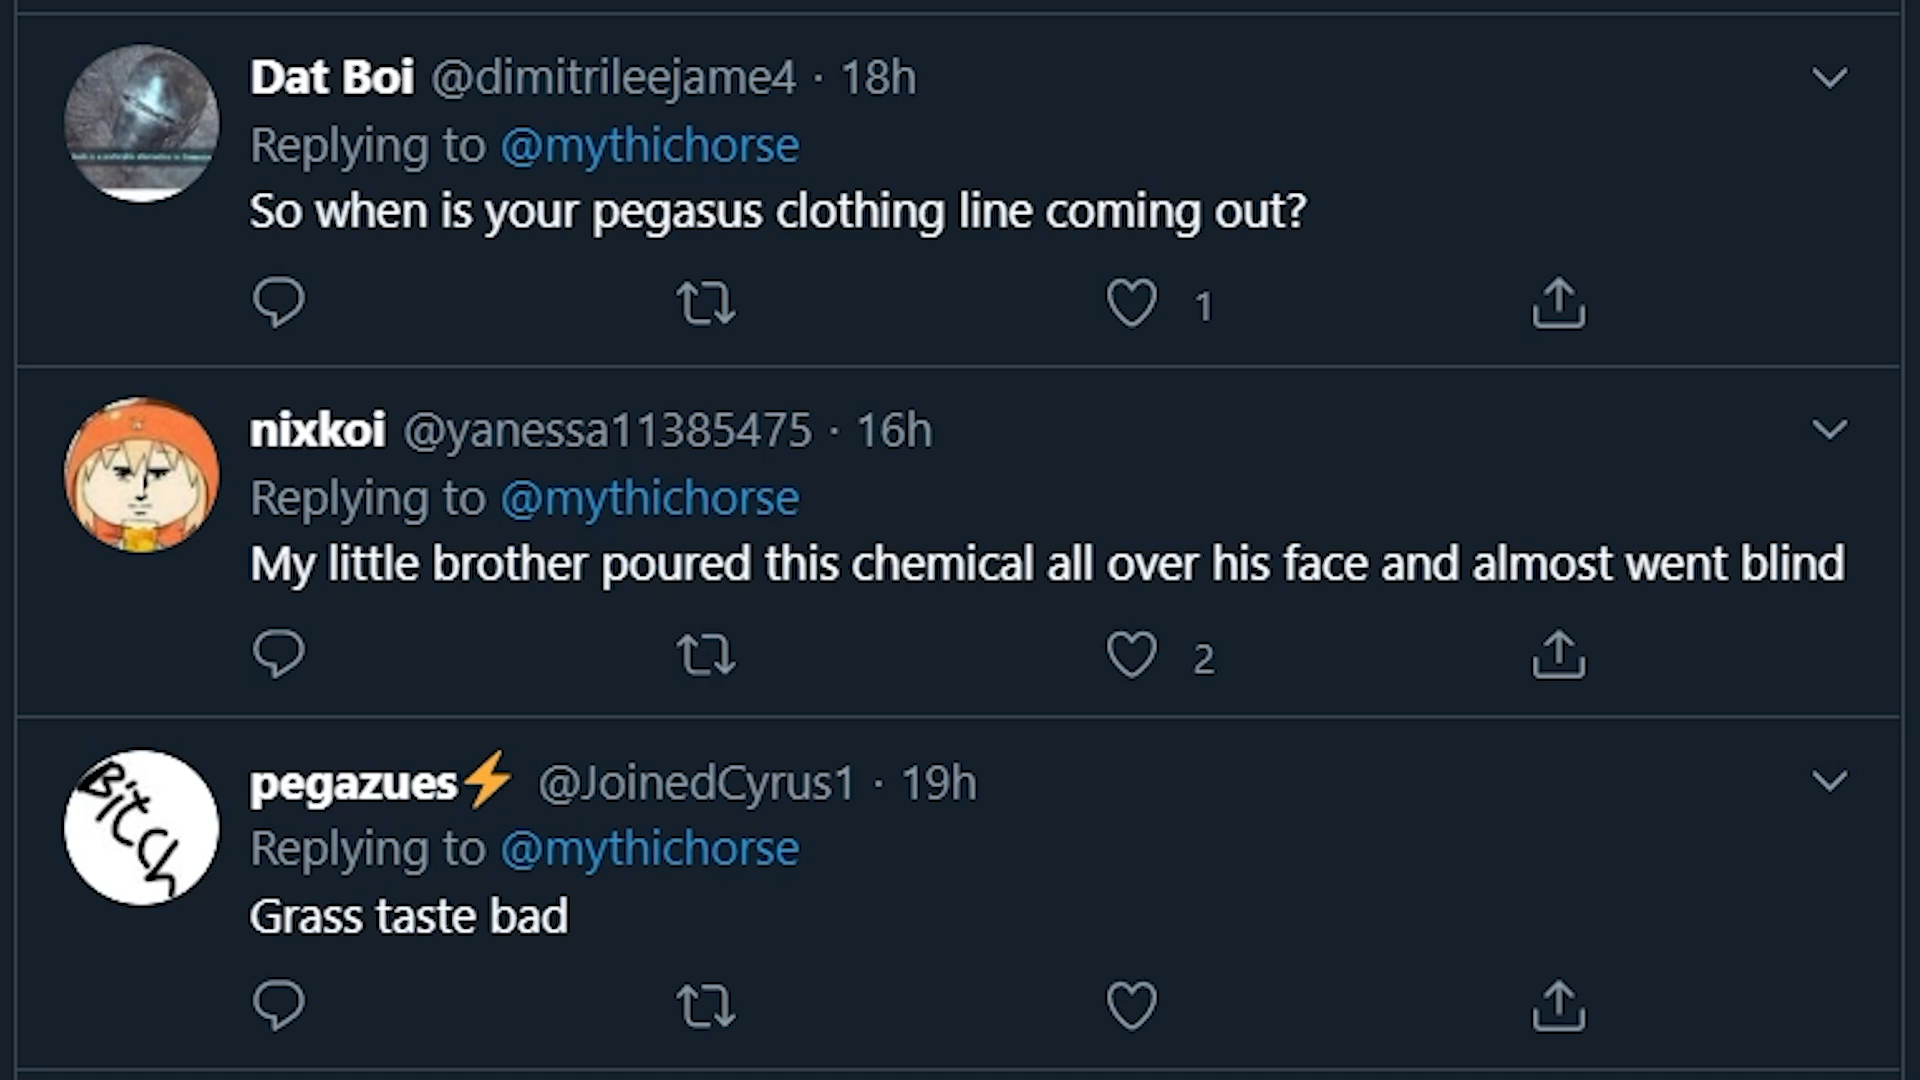 Dat Boi @dimitrileejame4 · 18h
Replying to @mythichorse
So when is your pegasus clothing line coming out?
1
nixkoi @yanessa11385475 · 16h
Replying to @mythichorse
My little brother poured this chemical all over his face and almost went blind
2
Bitch
pegazues⚡ @JoinedCyrus1 · 19h
Replying to @mythichorse
Grass taste bad